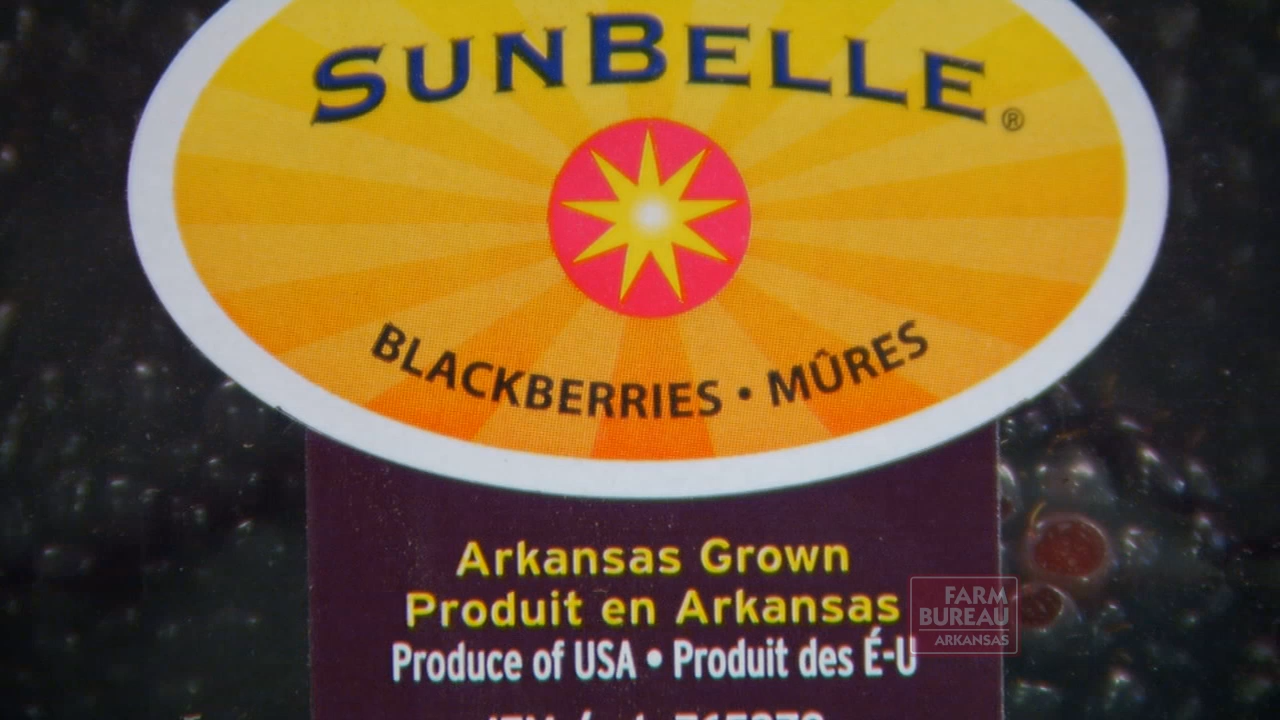 SUNBELLE®
BLACKBERRIES • MÛRES
Arkansas Grown
Produit en Arkansas
Produce of USA • Produit des É-U
FARM
BUREAU
ARKANSAS